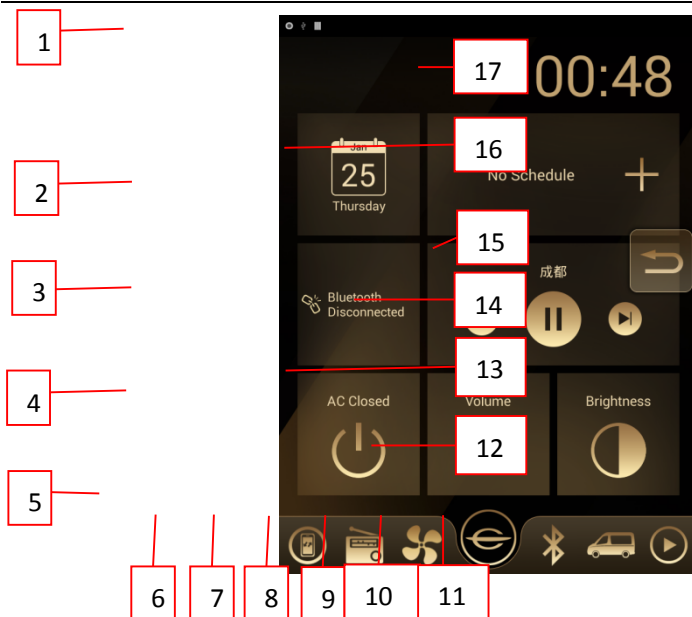 1
17
00:48
Jan
16
25
No Schedule
2
Thursday
15
3
成都
14
Bluetooth
Disconnected
13
4
AC Closed
Volume
Brightness
12
5
6
7
8
9
10
11